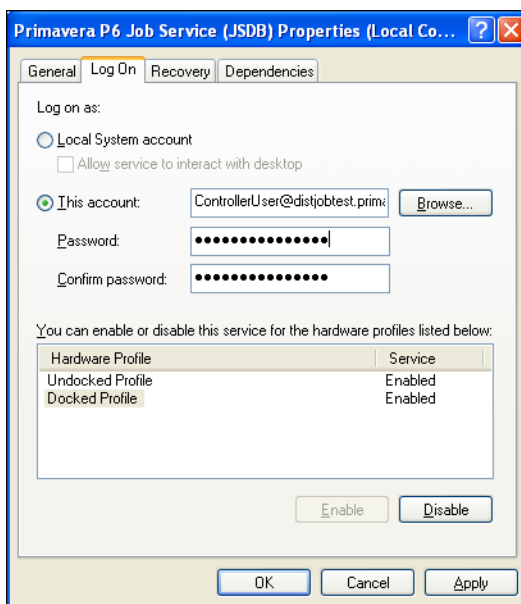 Primavera P6 Job Service (JSDB) Properties (Local Co...
General Log On Recovery Dependencies
Log on as:
Local System account
Allow service to interact with desktop
This account: ControllerUser@distjobtest.prima Browse...
Password: •••••••••••••••
Confirm password: •••••••••••••••
You can enable or disable this service for the hardware profiles listed below:
Hardware Profile Service
Undocked Profile Enabled
Docked Profile Enabled
Enable Disable
OK Cancel Apply